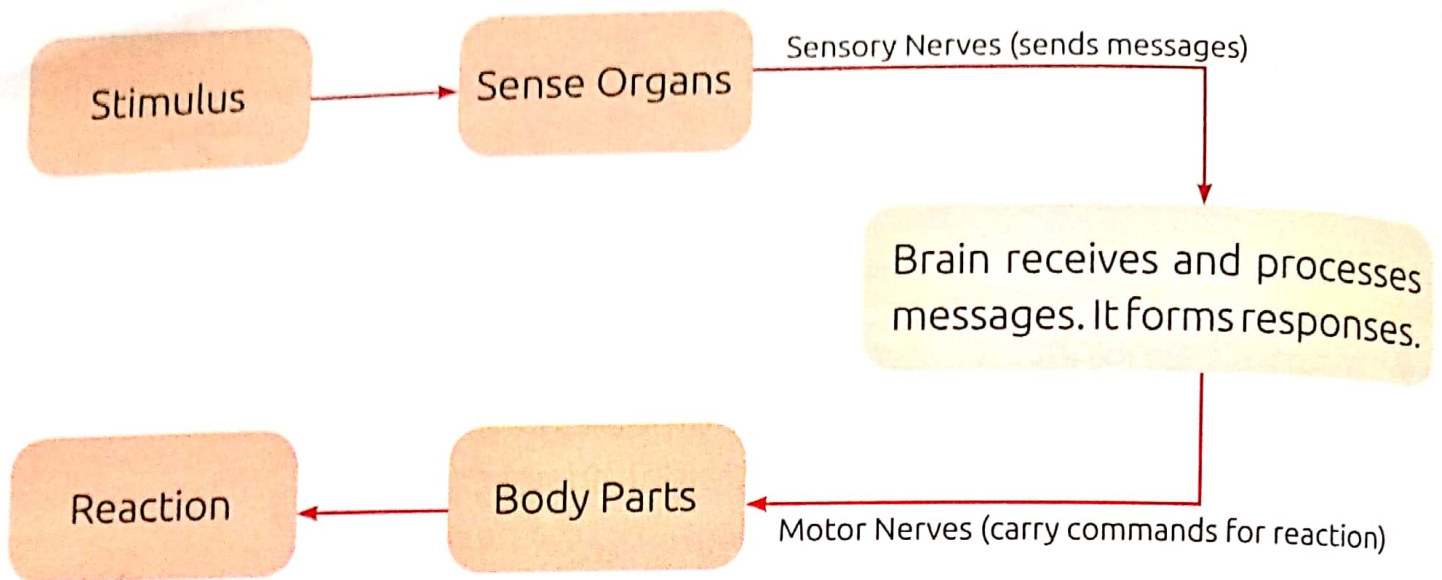 Stimulus
Sense Organs
Sensory Nerves (sends messages)
Brain receives and processes
messages. It forms responses.
Motor Nerves (carry commands for reaction)
Body Parts
Reaction